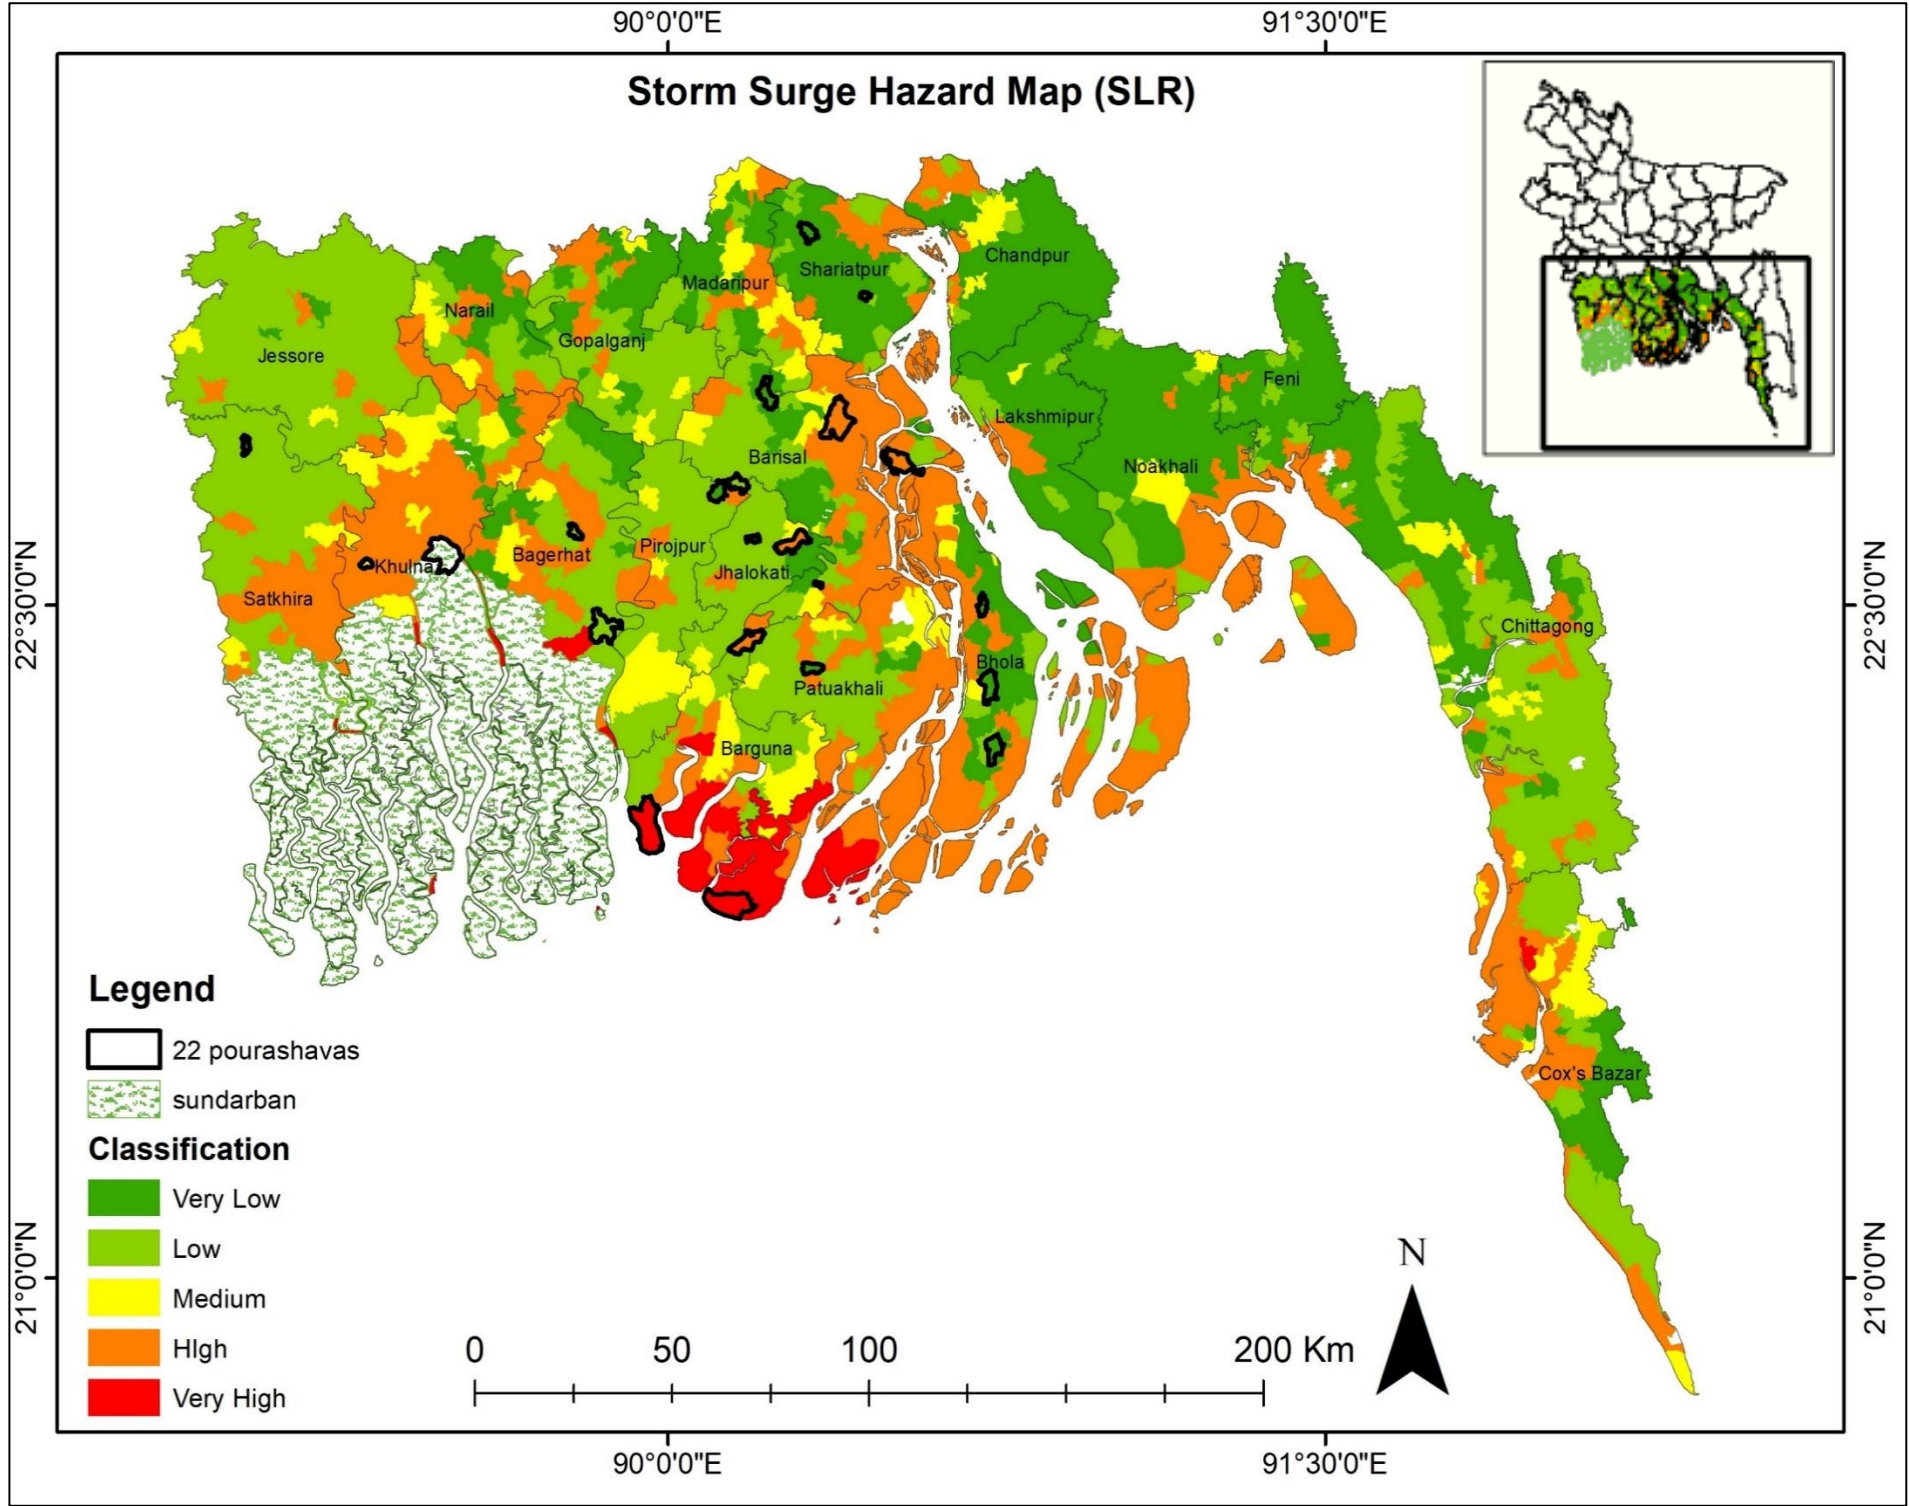 90°0'0"E
91°30'0"E
Storm Surge Hazard Map (SLR)
Chandpur
Shariatpur
Madaripur
Narail
Gopalganj
Jessore
Feni
Lakshmipur
Barisal
Noakhali
Pirojpur
Bagerhat
Khulna
Jhalokati
22°30'0"N
22°30'0"N
Satkhira
Chittagong
Bhola
Patuakhali
Barguna
Legend
22 pourashavas
sundarban
Cox's Bazar
Classification
Very Low
Low
Medium
HIgh
Very High
21°0'0"N
21°0'0"N
N
0 50 100 200 Km
90°0'0"E
91°30'0"E